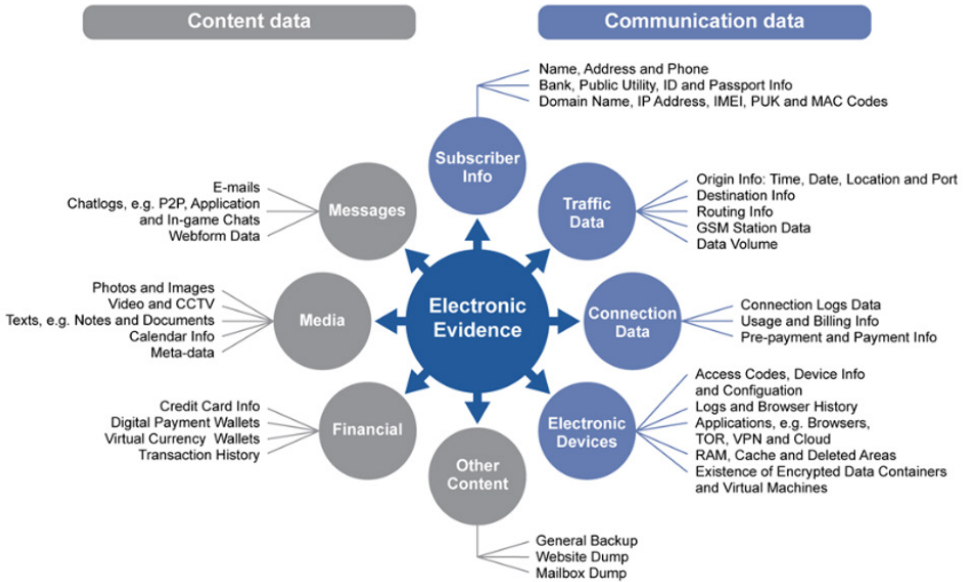 Content data
Communication data
Name, Address and Phone
Bank, Public Utility, ID and Passport Info
Domain Name, IP Address, IMEI, PUK and MAC Codes
Subscriber
Info
E-mails
Chatlogs, e.g. P2P, Application
and In-game Chats
Webform Data
Messages
Traffic
Data
Origin Info: Time, Date, Location and Port
Destination Info
Routing Info
GSM Station Data
Data Volume
Photos and Images
Video and CCTV
Texts, e.g. Notes and Documents
Calendar Info
Meta-data
Media
Electronic
Evidence
Connection
Data
Connection Logs Data
Usage and Billing Info
Pre-payment and Payment Info
Credit Card Info
Digital Payment Wallets
Virtual Currency Wallets
Transaction History
Financial
Electronic
Devices
Access Codes, Device Info
and Configuation
Logs and Browser History
Applications, e.g. Browsers,
TOR, VPN and Cloud
RAM, Cache and Deleted Areas
Existence of Encrypted Data Containers
and Virtual Machines
Other
Content
General Backup
Website Dump
Mailbox Dump